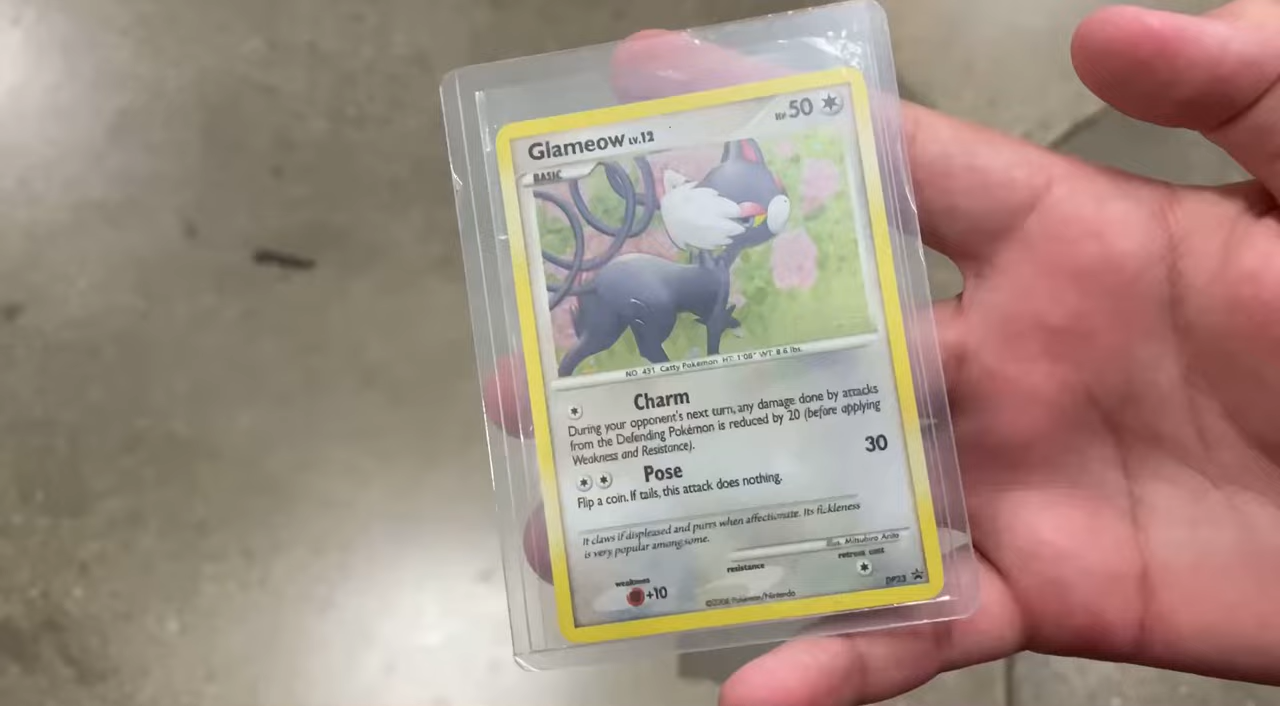 Glameow LV.12
HP 50
BASIC
NO. 431 Catty Pokémon HT: 1'08" WT: 8.6 lbs.
Charm
During your opponent's next turn, any damage done by attacks
from the Defending Pokémon is reduced by 20 (before applying
Weakness and Resistance).
Pose 30
Flip a coin. If tails, this attack does nothing.
It claws if displeased and purrs when affectionate. Its fickleness
is very popular among some.
Illus. Mitsuhiro Arita
weakness resistance retreat cost
+10
©2008 Pokémon/Nintendo
DP33